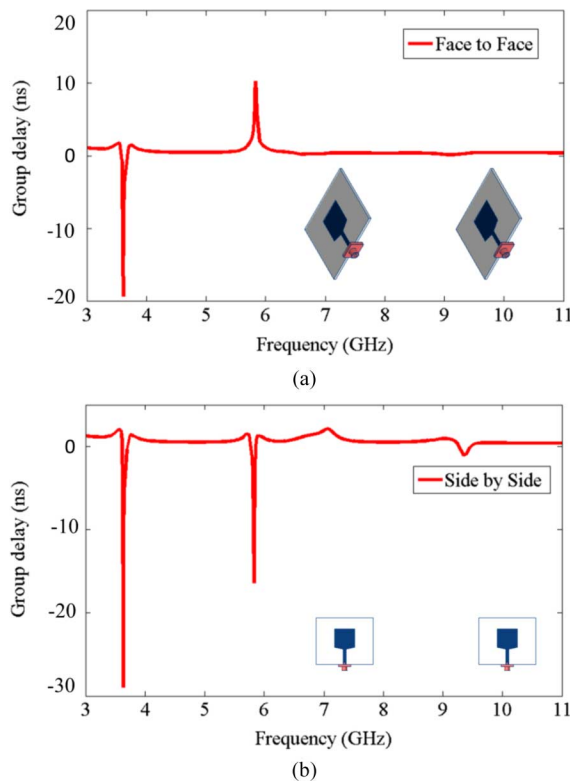 20
Face to Face
10
0
-10
-20
Group delay (ns)
3 4 5 6 7 8 9 10 11
Frequency (GHz)
(a)
0
Side by Side
-10
-20
-30
Group delay (ns)
3 4 5 6 7 8 9 10 11
Frequency (GHz)
(b)